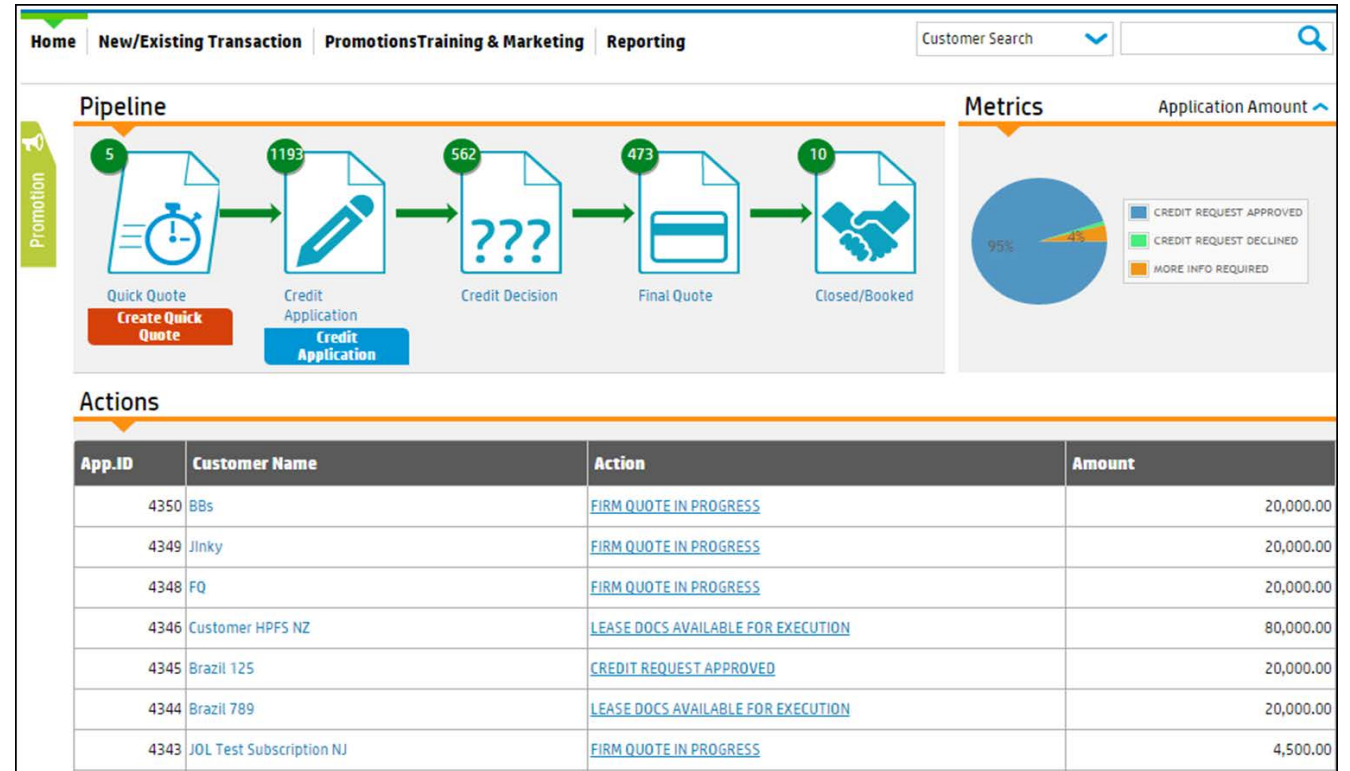 Home New/Existing Transaction PromotionsTraining & Marketing Reporting Customer Search
Promotion
Pipeline
5 1193 562 473 10
???
Quick Quote Credit Application Credit Decision Final Quote Closed/Booked
Create Quick Quote
Credit Application
Metrics Application Amount
95% 4%
CREDIT REQUEST APPROVED
CREDIT REQUEST DECLINED
MORE INFO REQUIRED
Actions
App.ID Customer Name Action Amount
4350 BBs FIRM QUOTE IN PROGRESS 20,000.00
4349 JInky FIRM QUOTE IN PROGRESS 20,000.00
4348 FQ FIRM QUOTE IN PROGRESS 20,000.00
4346 Customer HPFS NZ LEASE DOCS AVAILABLE FOR EXECUTION 80,000.00
4345 Brazil 125 CREDIT REQUEST APPROVED 20,000.00
4344 Brazil 789 LEASE DOCS AVAILABLE FOR EXECUTION 20,000.00
4343 JOL Test Subscription NJ FIRM QUOTE IN PROGRESS 4,500.00